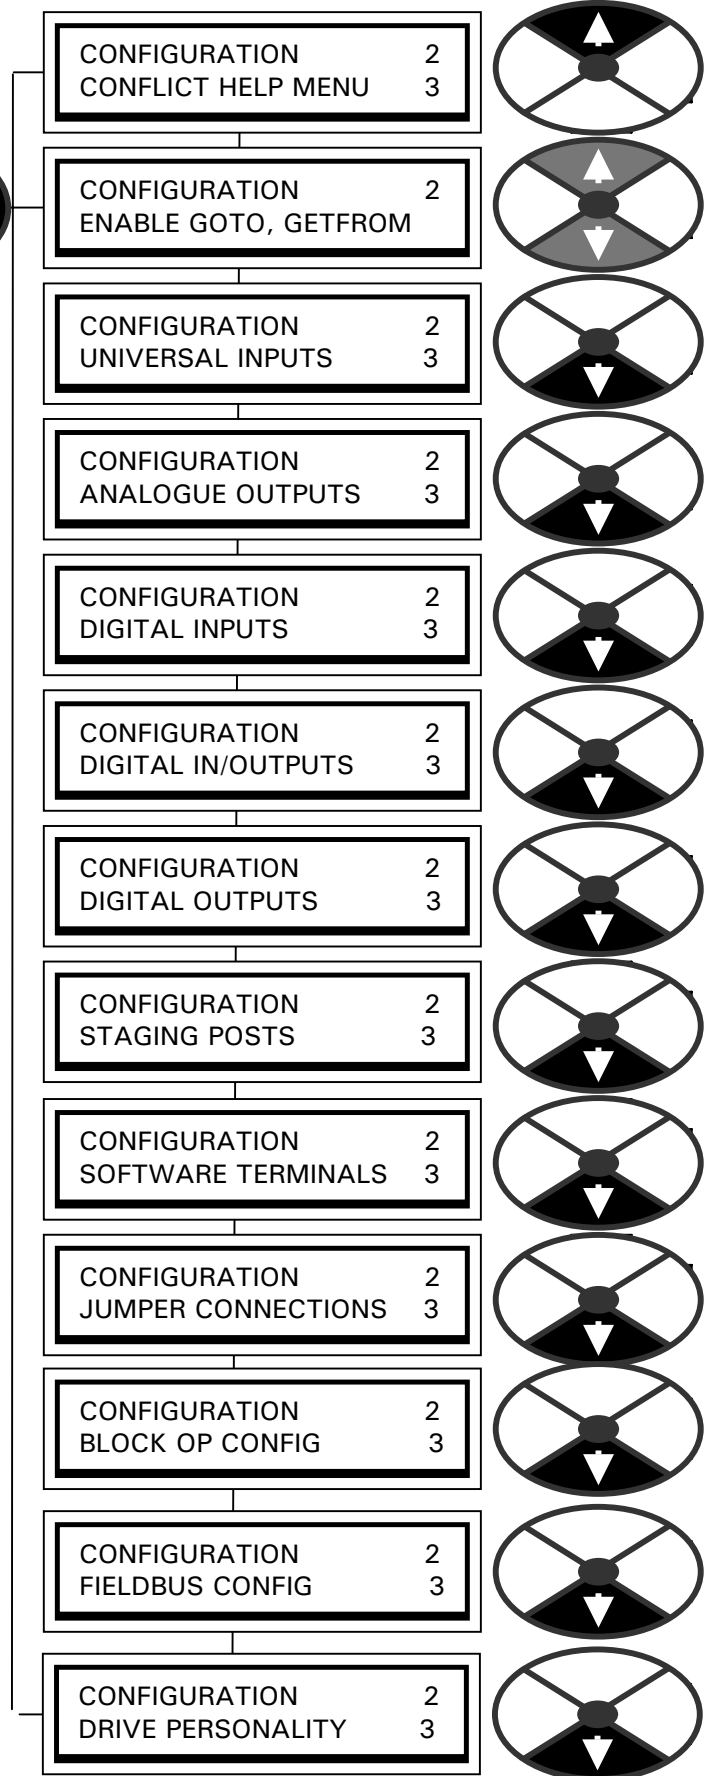 CONFIGURATION 2
CONFLICT HELP MENU 3
CONFIGURATION 2
ENABLE GOTO, GETFROM
CONFIGURATION 2
UNIVERSAL INPUTS 3
CONFIGURATION 2
ANALOGUE OUTPUTS 3
CONFIGURATION 2
DIGITAL INPUTS 3
CONFIGURATION 2
DIGITAL IN/OUTPUTS 3
CONFIGURATION 2
DIGITAL OUTPUTS 3
CONFIGURATION 2
STAGING POSTS 3
CONFIGURATION 2
SOFTWARE TERMINALS 3
CONFIGURATION 2
JUMPER CONNECTIONS 3
CONFIGURATION 2
BLOCK OP CONFIG 3
CONFIGURATION 2
FIELDBUS CONFIG 3
CONFIGURATION 2
DRIVE PERSONALITY 3